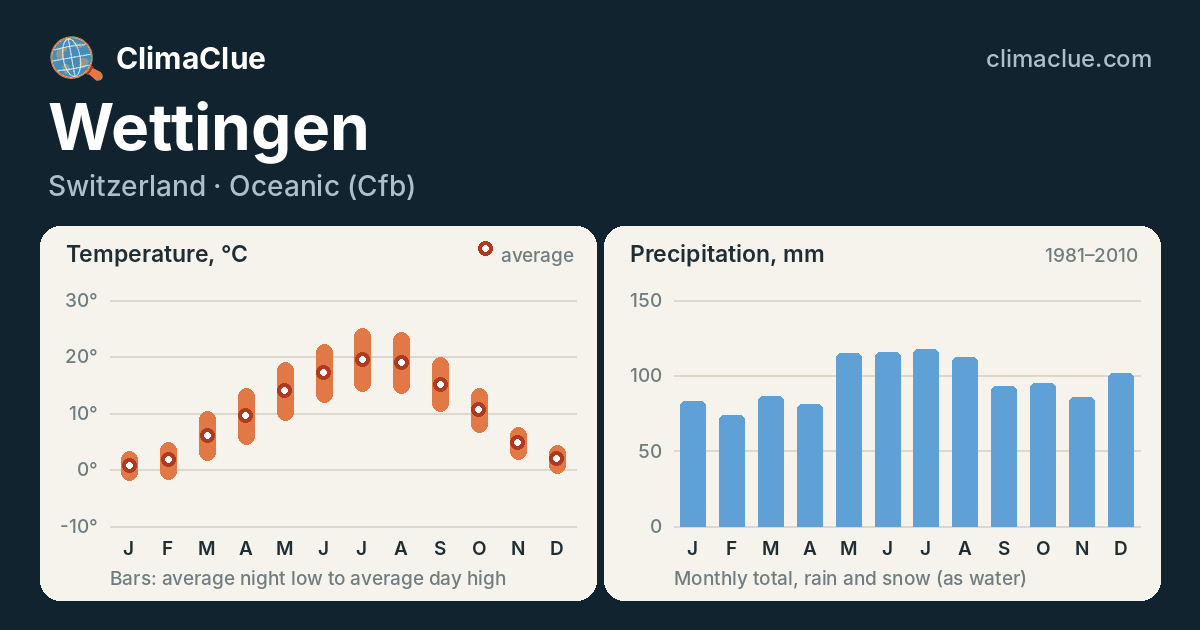 ClimaClue
climaclue.com
Wettingen
Switzerland · Oceanic (Cfb)
Temperature, °C
average
30°
20°
10°
0°
-10°
J F M A M J J A S O N D
Bars: average night low to average day high
Precipitation, mm
1981–2010
150
100
50
0
J F M A M J J A S O N D
Monthly total, rain and snow (as water)